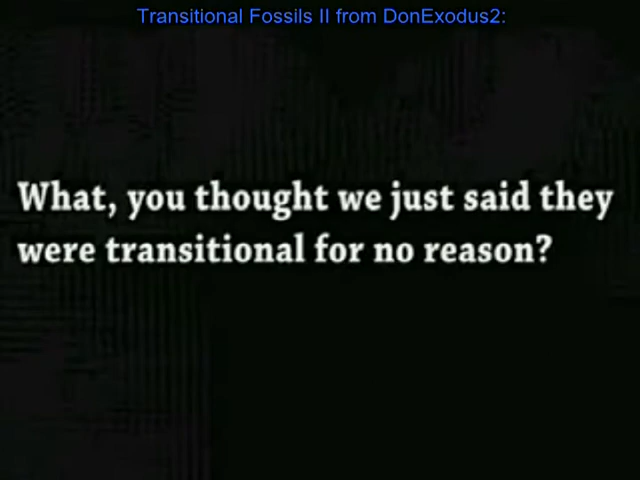 Transitional Fossils II from DonExodus2:
What, you thought we just said they
were transitional for no reason?